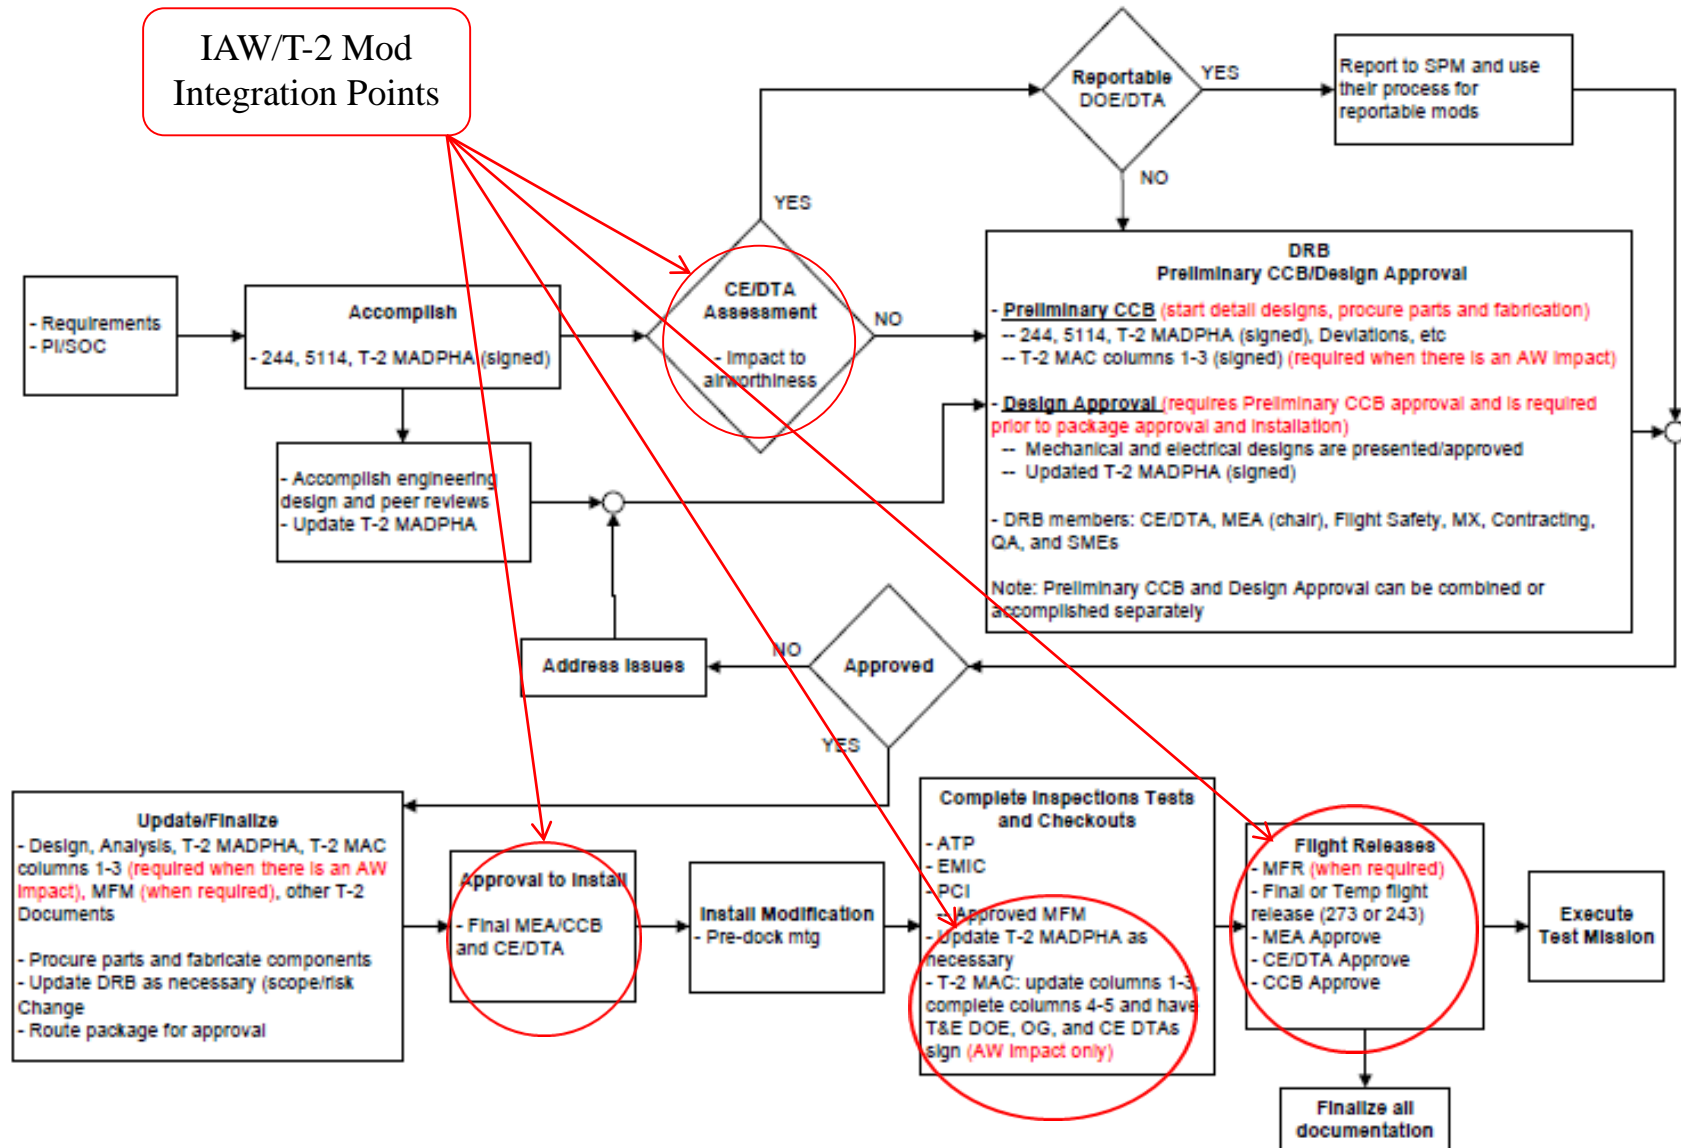 IAW/T-2 Mod
Integration Points
Reportable
DOE/DTA
YES
Report to SPM and use
their process for
reportable mods
NO
YES
- Requirements
- PI/SOC
Accomplish
- 244, 5114, T-2 MADPHA (signed)
CE/DTA
Assessment
- Impact to
airworthiness
NO
DRB
Preliminary CCB/Design Approval
- Preliminary CCB (start detail designs, procure parts and fabrication)
-- 244, 5114, T-2 MADPHA (signed), Deviations, etc
-- T-2 MAC columns 1-3 (signed) (required when there is an AW Impact)
- Design Approval (requires Preliminary CCB approval and is required
prior to package approval and installation)
-- Mechanical and electrical designs are presented/approved
-- Updated T-2 MADPHA (signed)
- DRB members: CE/DTA, MEA (chair), Flight Safety, MX, Contracting,
QA, and SMEs
Note: Preliminary CCB and Design Approval can be combined or
accomplished separately
- Accomplish engineering
design and peer reviews
- Update T-2 MADPHA
Address Issues
NO
Approved
YES
Update/Finalize
- Design, Analysis, T-2 MADPHA, T-2 MAC
columns 1-3 (required when there is an AW
Impact), MFM (when required), other T-2
Documents
- Procure parts and fabricate components
- Update DRB as necessary (scope/risk
Change
- Route package for approval
Approval to Install
- Final MEA/CCB
and CE/DTA
Install Modification
- Pre-dock mtg
Complete Inspections Tests
and Checkouts
- ATP
- EMIC
- PCI
-- Approved MFM
- Update T-2 MADPHA as
necessary
- T-2 MAC: update columns 1-3,
complete columns 4-5 and have
T&E DOE, OG, and CE DTAs
sign (AW Impact only)
Flight Releases
- MFR (when required)
- Final or Temp flight
release (273 or 243)
- MEA Approve
- CE/DTA Approve
- CCB Approve
Execute
Test Mission
Finalize all
documentation